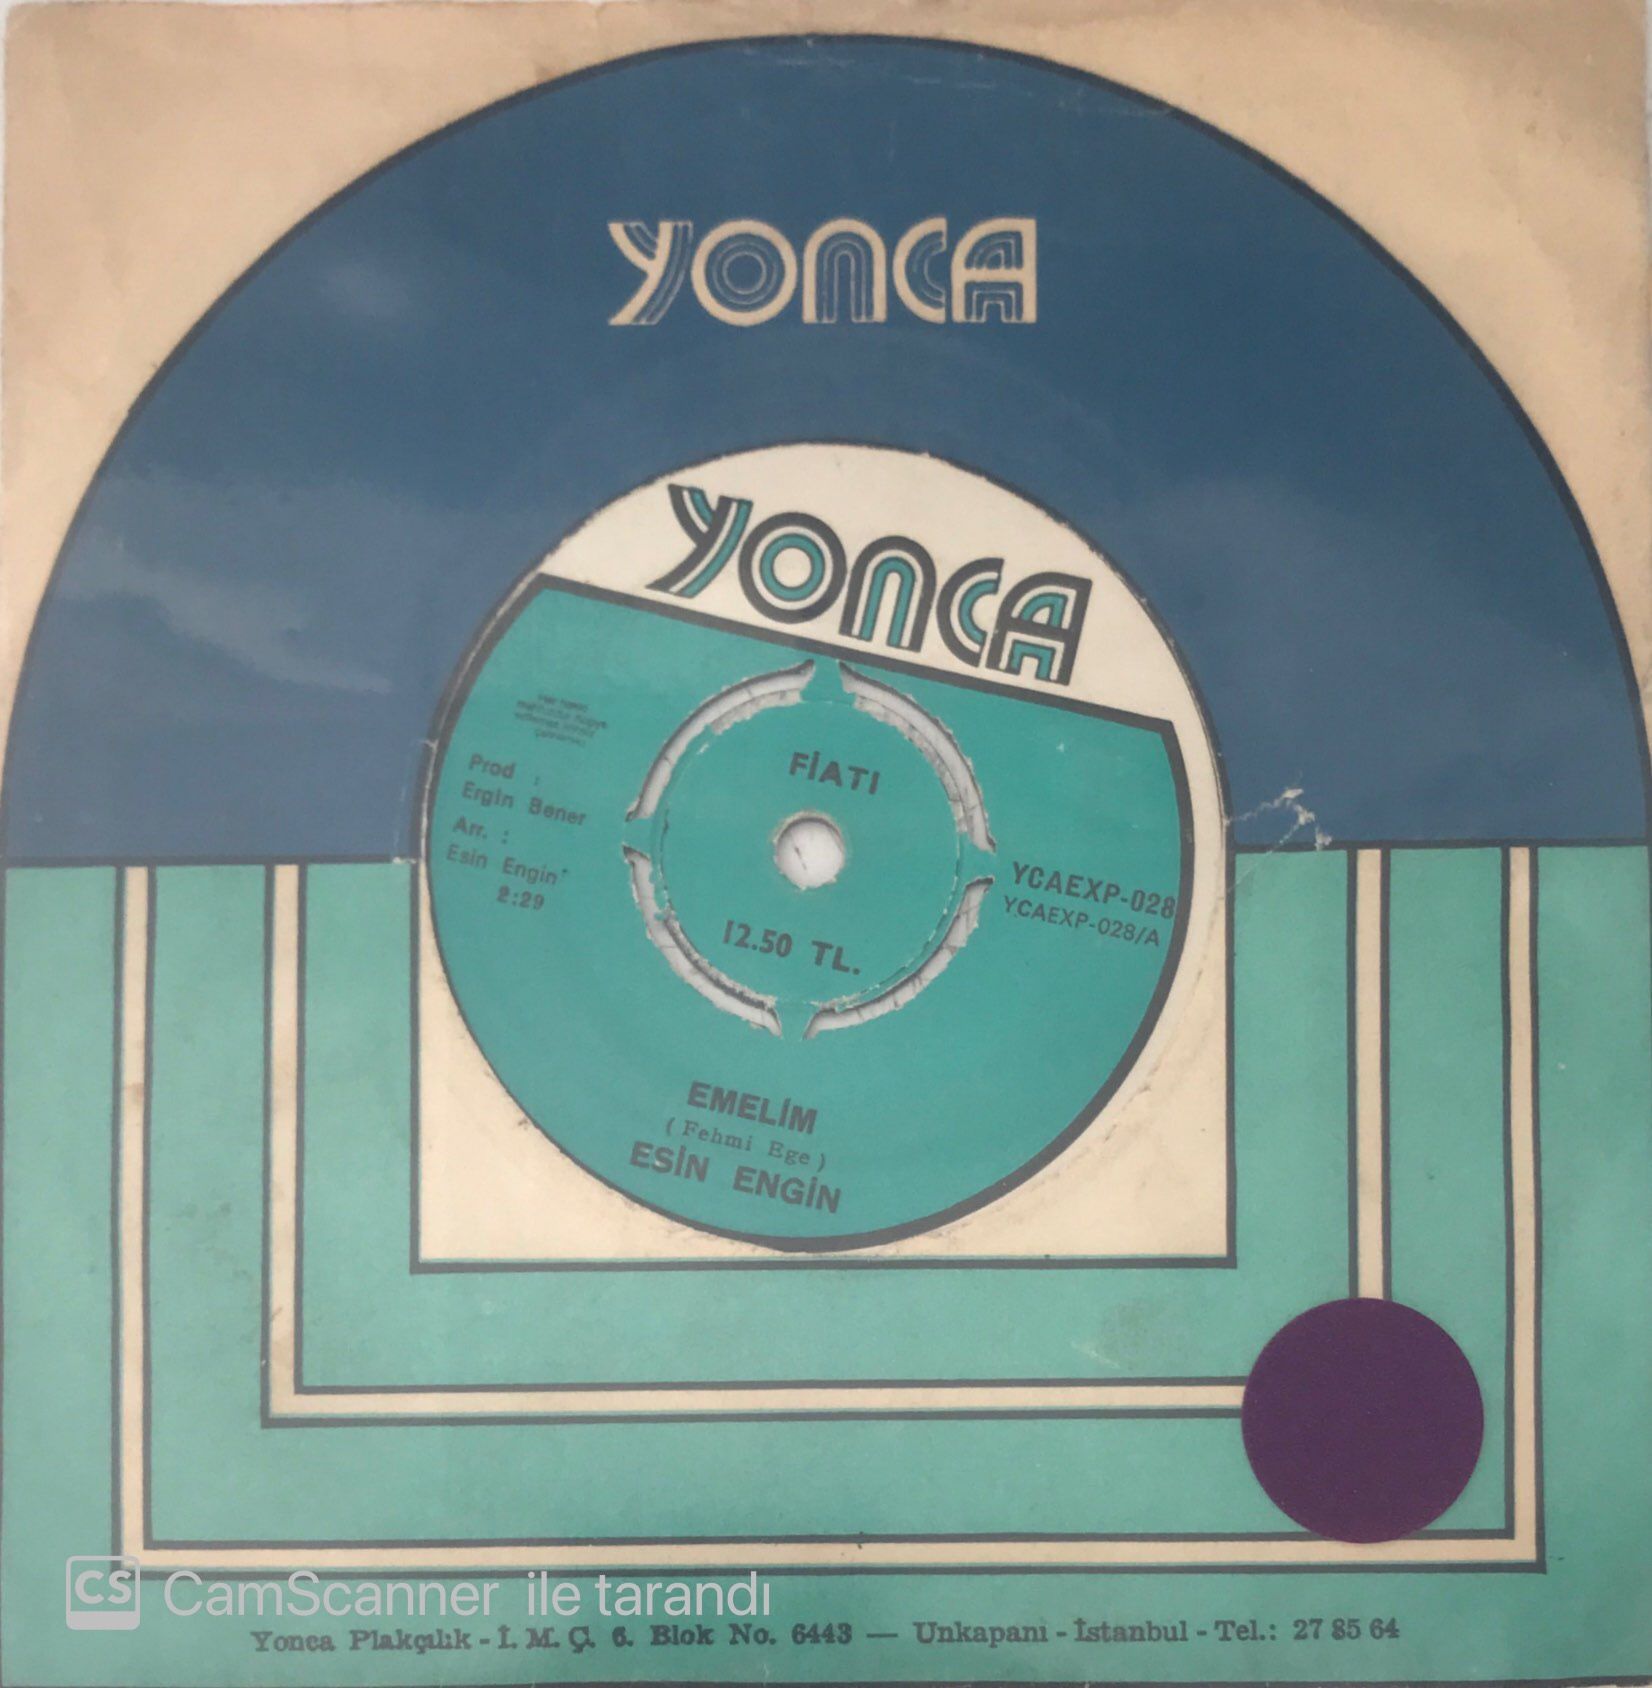 YONCA
YONCA
Prod :
Ergin Bener
Arr. :
Esin Engin
2:29
FİATI
12.50 TL.
YCAEXP-028
YCAEXP-028/A
EMELİM
( Fehmi Ege )
ESİN ENGİN
CS CamScanner ile tarandı
Yonca Plakçılık - İ. M. Ç. 6. Blok No. 6443 — Unkapanı - İstanbul - Tel.: 27 85 64